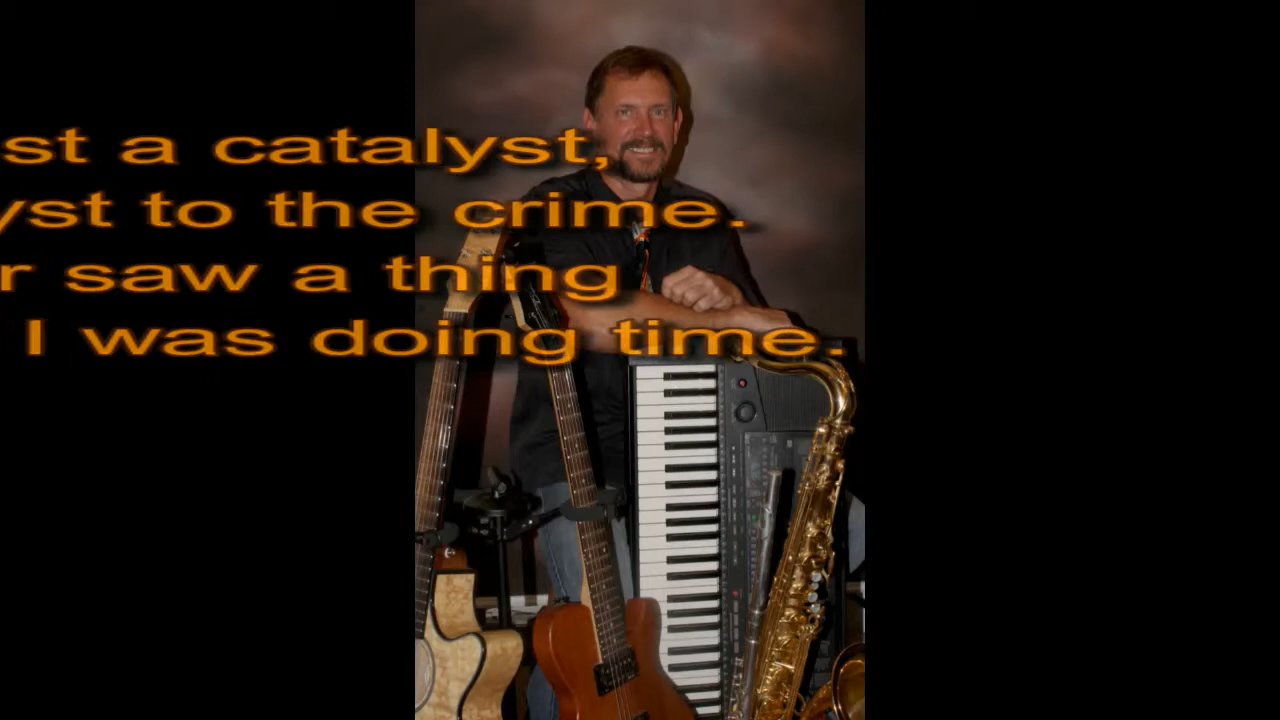 st a catalyst,
yst to the crime.
r saw a thing
I was doing time.